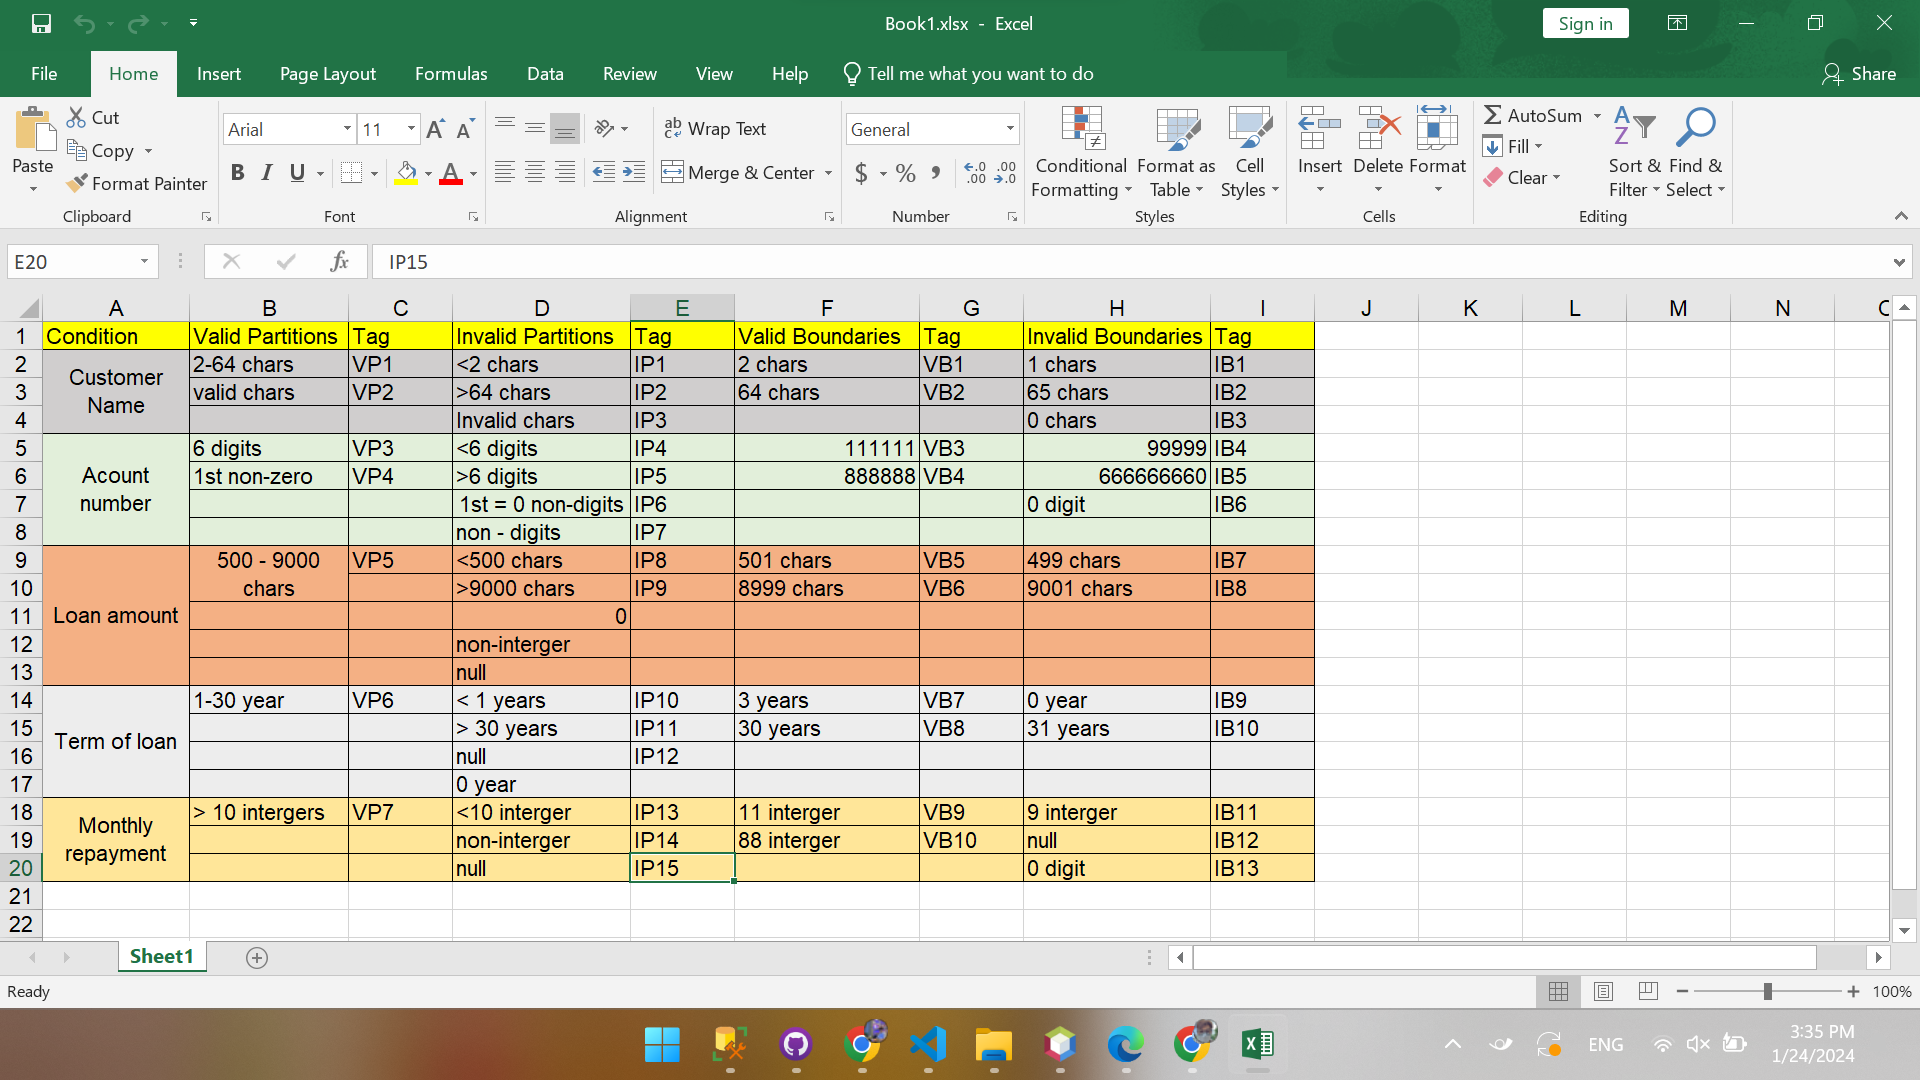 Book1.xlsx - Excel
Sign in
File Home Insert Page Layout Formulas Data Review View Help Tell me what you want to do Share
Paste
Cut
Copy
Format Painter
Clipboard
Arial 11
B I U
Font
Wrap Text
Merge & Center
Alignment
General
$ % , .0 .00 .00 .0
Number
Conditional Formatting
Format as Table
Cell Styles
Styles
Insert Delete Format
Cells
AutoSum
Fill
Clear
Sort & Filter
Find & Select
Editing
E20 fx IP15
A B C D E F G H I J K L M N
1 Condition Valid Partitions Tag Invalid Partitions Tag Valid Boundaries Tag Invalid Boundaries Tag
2 Customer Name 2-64 chars VP1 <2 chars IP1 2 chars VB1 1 chars IB1
3 valid chars VP2 >64 chars IP2 64 chars VB2 65 chars IB2
4 Invalid chars IP3 0 chars IB3
5 Acount number 6 digits VP3 <6 digits IP4 111111 VB3 99999 IB4
6 1st non-zero VP4 >6 digits IP5 888888 VB4 666666660 IB5
7 1st = 0 non-digits IP6 0 digit IB6
8 non - digits IP7
9 Loan amount 500 - 9000 chars VP5 <500 chars IP8 501 chars VB5 499 chars IB7
10 >9000 chars IP9 8999 chars VB6 9001 chars IB8
11 0
12 non-interger
13 null
14 Term of loan 1-30 year VP6 < 1 years IP10 3 years VB7 0 year IB9
15 > 30 years IP11 30 years VB8 31 years IB10
16 null IP12
17 0 year
18 Monthly repayment > 10 intergers VP7 <10 interger IP13 11 interger VB9 9 interger IB11
19 non-interger IP14 88 interger VB10 null IB12
20 null IP15 0 digit IB13
21
22
Sheet1
Ready 100%
ENG 3:35 PM
1/24/2024